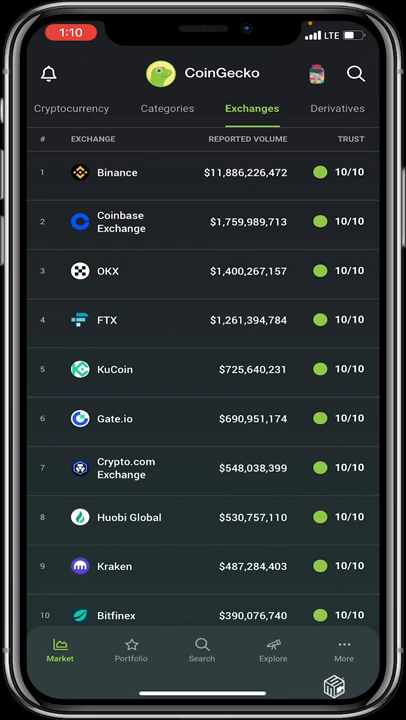 1:10
LTE
CoinGecko
Cryptocurrency Categories Exchanges Derivatives
# EXCHANGE REPORTED VOLUME TRUST
1 Binance $11,886,226,472 10/10
2 Coinbase Exchange $1,759,989,713 10/10
3 OKX $1,400,267,157 10/10
4 FTX $1,261,394,784 10/10
5 KuCoin $725,640,231 10/10
6 Gate.io $690,951,174 10/10
7 Crypto.com Exchange $548,038,399 10/10
8 Huobi Global $530,757,110 10/10
9 Kraken $487,284,403 10/10
10 Bitfinex $390,076,740 10/10
Market Portfolio Search Explore More